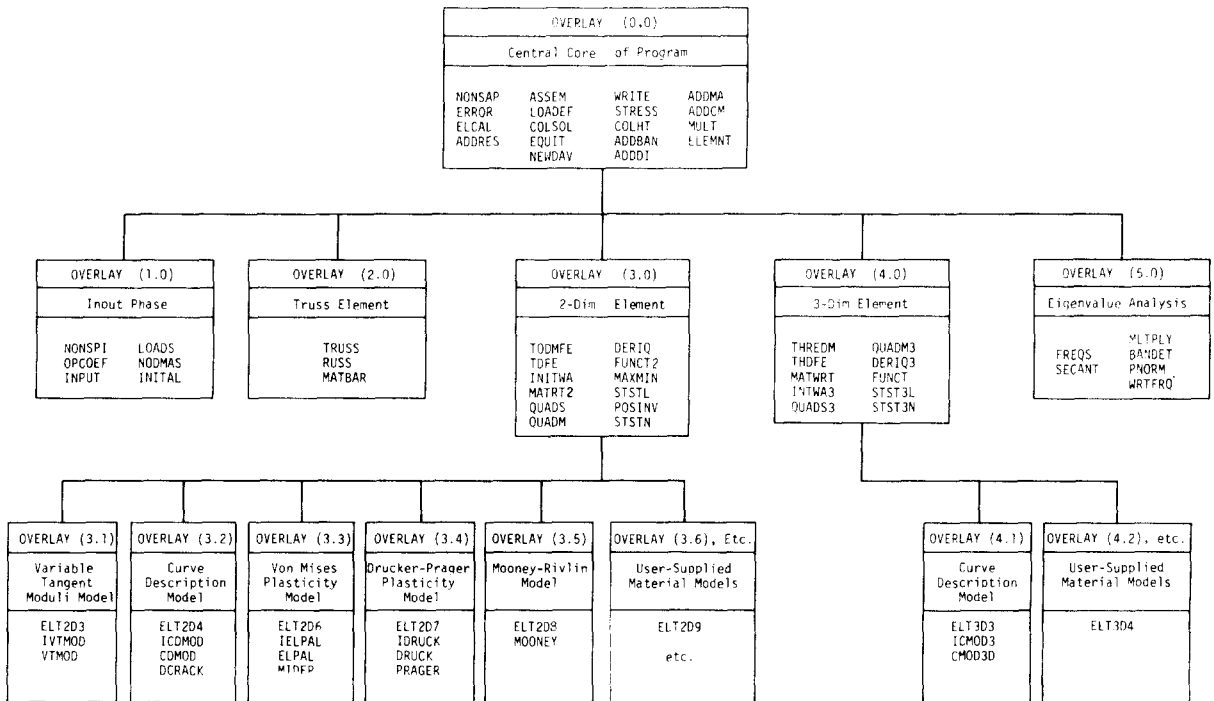 OVERLAY (0.0)
Central Core of Program
NONSAP ASSEM WRITE ADDMA
ERROR LOADEF STRESS ADDCM
ELCAL COLSOL COLHT MULT
ADDRES EQUIT ADDBAN ELEMNT
NEWDAV ADDDI
OVERLAY (1.0)
Inout Phase
NONSPI LOADS
OPCOEF NODMAS
INPUT INITAL
OVERLAY (2.0)
Truss Element
TRUSS
RUSS
MATBAR
OVERLAY (3.0)
2-Dim Element
TODMFE DERIQ
TDFE FUNCT2
INITWA MAXMIN
MATRT2 STSTL
QUADS POSINV
QUADM STSTN
OVERLAY (4.0)
3-Dim Element
THREDM QUADM3
THDFE DERIQ3
MATWRT FUNCT
INTWA3 STST3L
QUADS3 STST3N
OVERLAY (5.0)
Eigenvalue Analysis
MLTPLY
FREQS BANDET
SECANT PNORM
WRTFRQ
OVERLAY (3.1)
Variable
Tangent
Moduli Model
ELT2D3
IVTMOD
VTMOD
OVERLAY (3.2)
Curve
Description
Model
ELT2D4
ICDMOD
CDMOD
DCRACK
OVERLAY (3.3)
Von Mises
Plasticity
Model
ELT2D6
IELPAL
ELPAL
MIDEP
OVERLAY (3.4)
Drucker-Prager
Plasticity
Model
ELT2D7
IDRUCK
DRUCK
PRAGER
OVERLAY (3.5)
Mooney-Rivlin
Model
ELT2D8
MOONEY
OVERLAY (3.6), Etc.
User-Supplied
Material Models
ELT2D9
etc.
OVERLAY (4.1)
Curve
Description
Model
ELT3D3
ICMOD3
CMOD3D
OVERLAY (4.2), etc.
User-Supplied
Material Models
ELT3D4